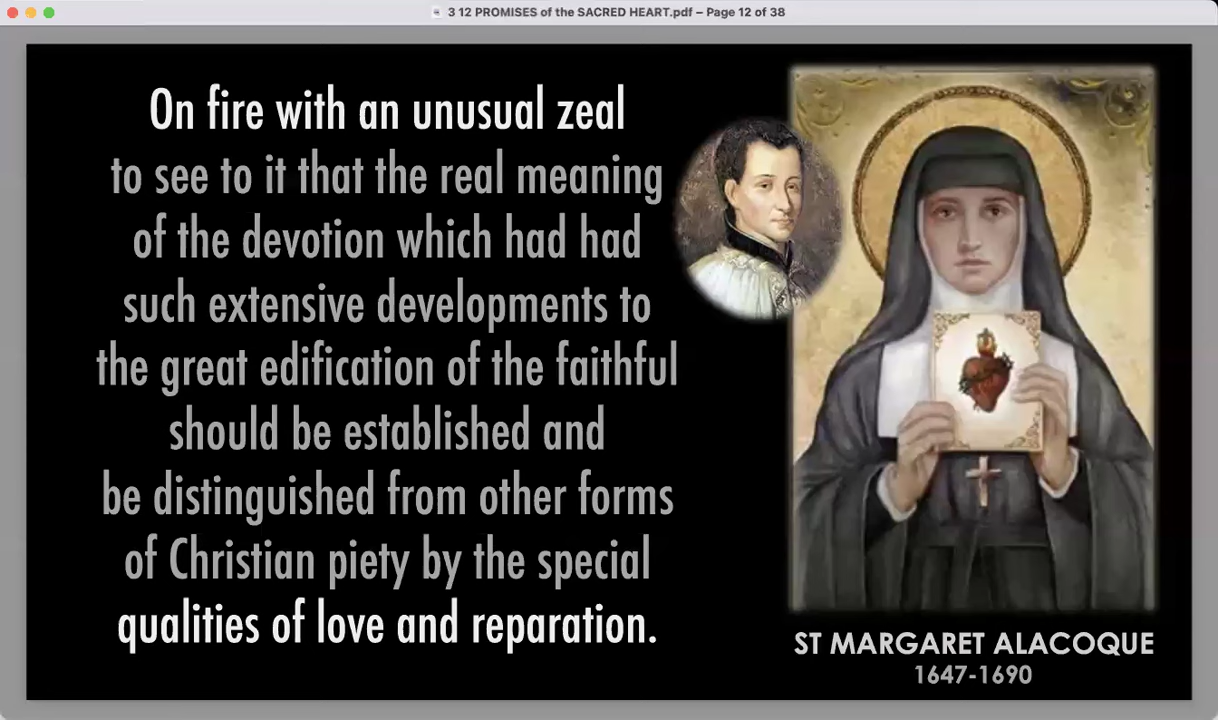 3 12 PROMISES of the SACRED HEART.pdf – Page 12 of 38
On fire with an unusual zeal
to see to it that the real meaning
of the devotion which had had
such extensive developments to
the great edification of the faithful
should be established and
be distinguished from other forms
of Christian piety by the special
qualities of love and reparation.
ST MARGARET ALACOQUE
1647-1690